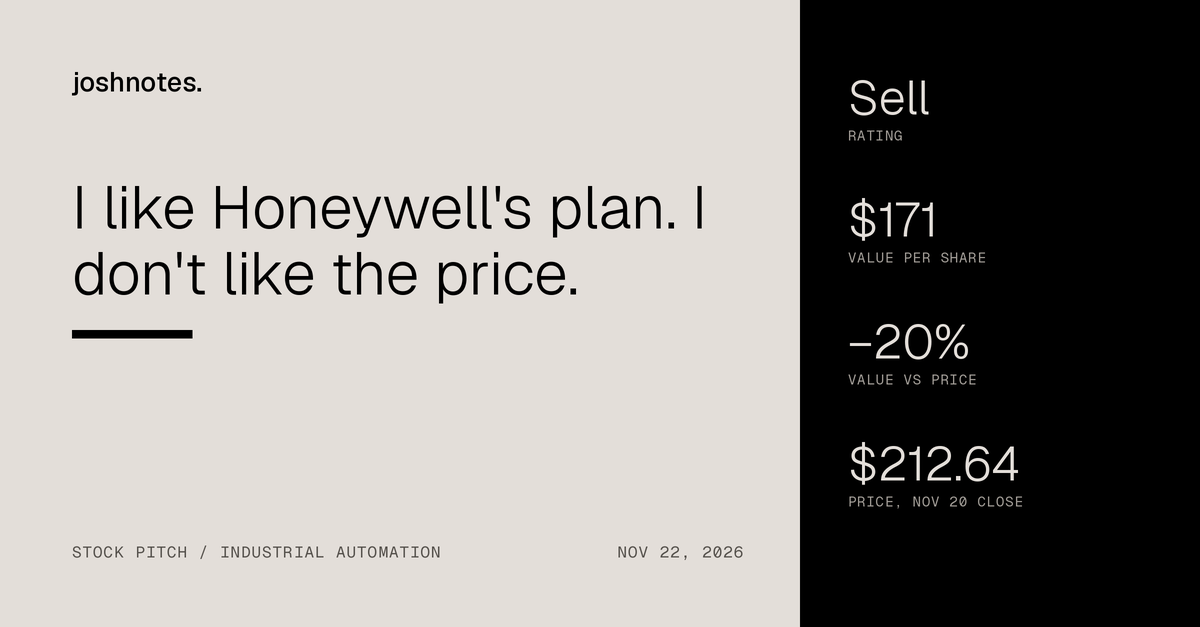 joshnotes.
I like Honeywell's plan. I
don't like the price.
STOCK PITCH / INDUSTRIAL AUTOMATION
NOV 22, 2026
Sell
RATING
$171
VALUE PER SHARE
−20%
VALUE VS PRICE
$212.64
PRICE, NOV 20 CLOSE